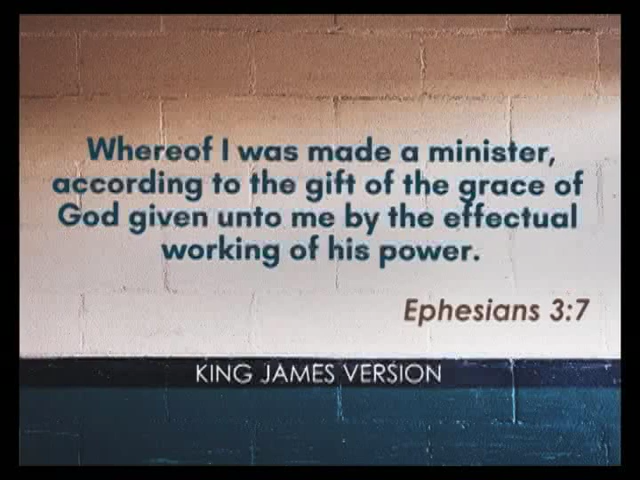 Whereof I was made a minister,
according to the gift of the grace of
God given unto me by the effectual
working of his power.
Ephesians 3:7
KING JAMES VERSION